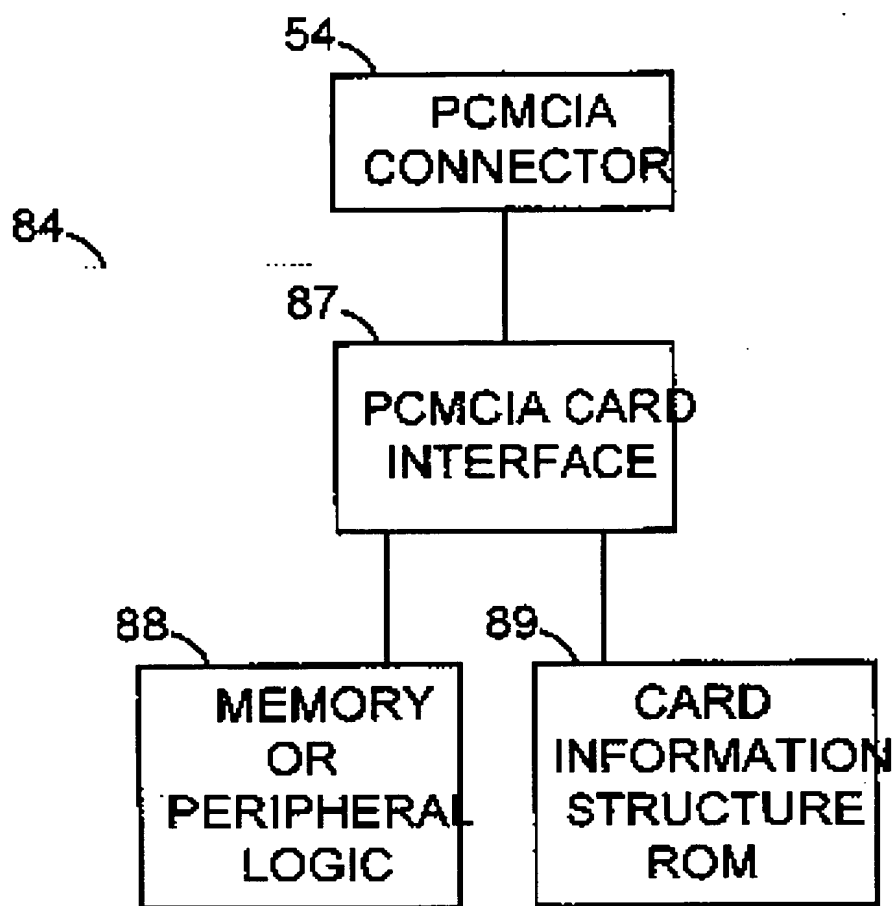 54
PCMCIA
CONNECTOR
84
87
PCMCIA CARD
INTERFACE
88
MEMORY
OR
PERIPHERAL
LOGIC
89
CARD
INFORMATION
STRUCTURE
ROM